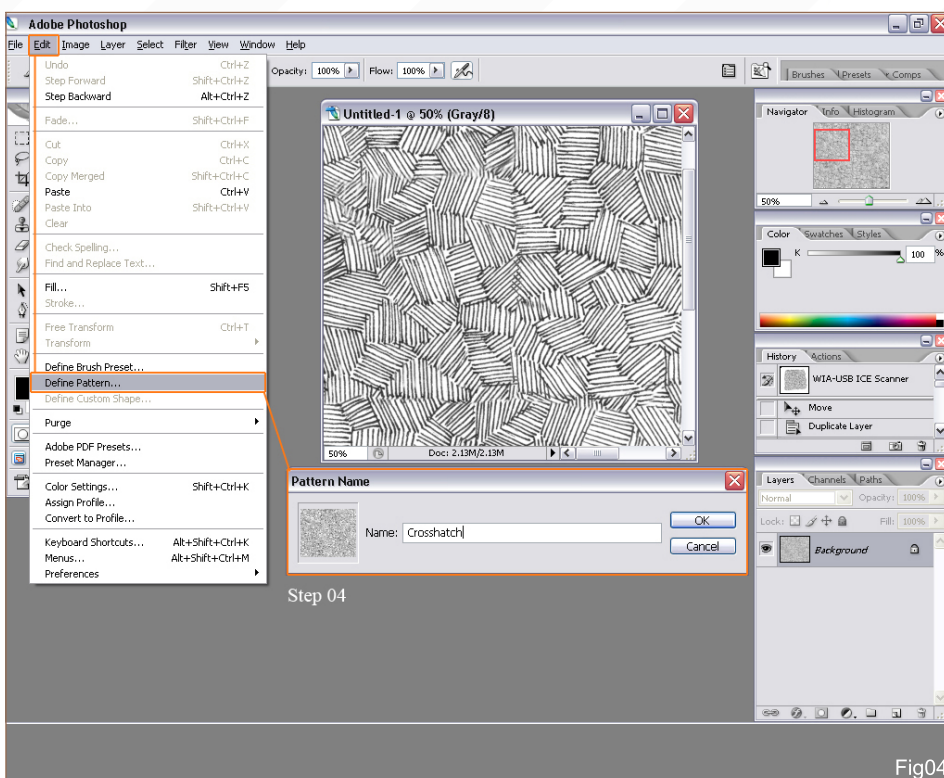 Adobe Photoshop
File Edit Image Layer Select Filter View Window Help
Opacity: 100% Flow: 100%
Brushes Presets Comps
Undo Ctrl+Z
Step Forward Shift+Ctrl+Z
Step Backward Alt+Ctrl+Z
Fade... Shift+Ctrl+F
Cut Ctrl+X
Copy Ctrl+C
Copy Merged Shift+Ctrl+C
Paste Ctrl+V
Paste Into Shift+Ctrl+V
Clear
Check Spelling...
Find and Replace Text...
Fill... Shift+F5
Stroke...
Free Transform Ctrl+T
Transform
Define Brush Preset...
Define Pattern...
Define Custom Shape...
Purge
Adobe PDF Presets...
Preset Manager...
Color Settings... Shift+Ctrl+K
Assign Profile...
Convert to Profile...
Keyboard Shortcuts... Alt+Shift+Ctrl+K
Menus... Alt+Shift+Ctrl+M
Preferences
Untitled-1 @ 50% (Gray/8)
50% Doc: 2.13M/2.13M
Pattern Name
Name: Crosshatch
OK
Cancel
Step 04
Navigator Info Histogram
50%
Color Swatches Styles
K 100 %
History Actions
WIA-USB ICE Scanner
Move
Duplicate Layer
Layers Channels Paths
Normal Opacity: 100%
Lock: Fill: 100%
Background
Fig04